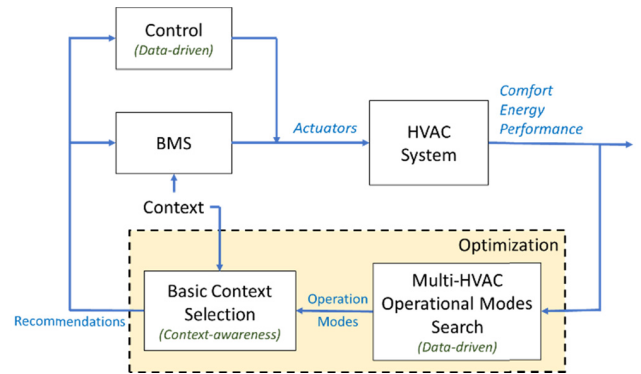 Control
(Data-driven)
Comfort
Energy
Performance
BMS
Actuators
HVAC
System
Context
Optimization
Basic Context
Selection
(Context-awareness)
Operation
Modes
Multi-HVAC
Operational Modes
Search
(Data-driven)
Recommendations